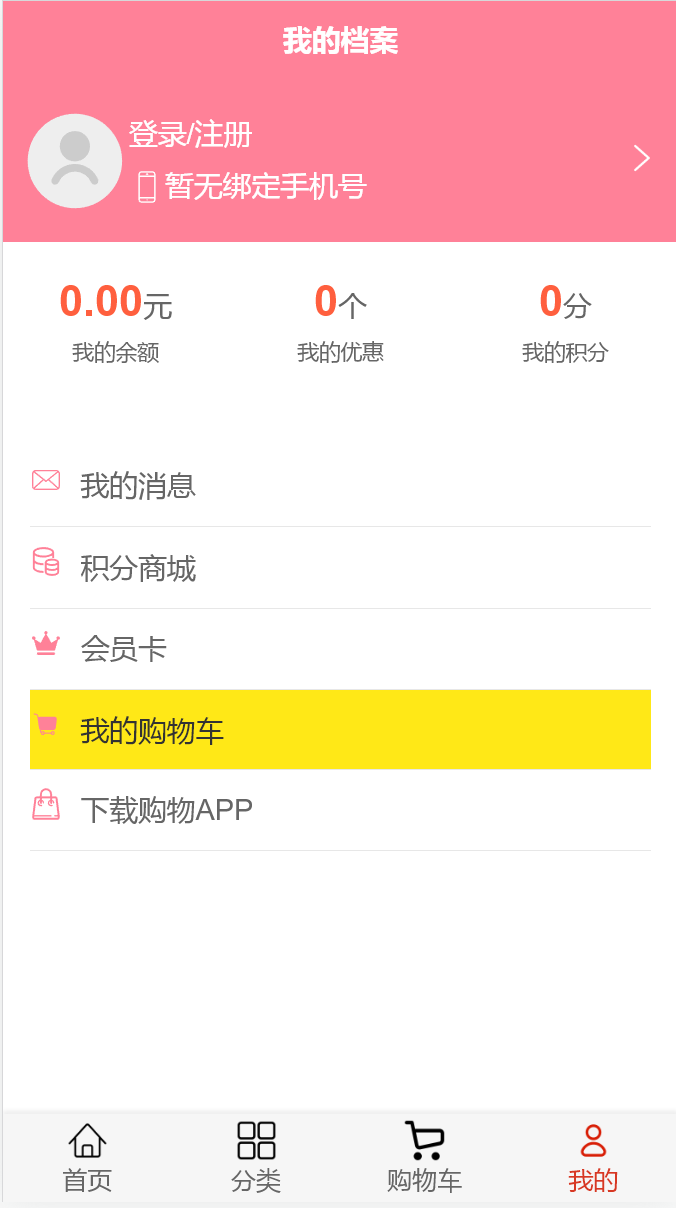 我的档案
登录/注册
暂无绑定手机号
0.00元 0个 0分
我的余额 我的优惠 我的积分
我的消息
积分商城
会员卡
我的购物车
下载购物APP
首页 分类 购物车 我的